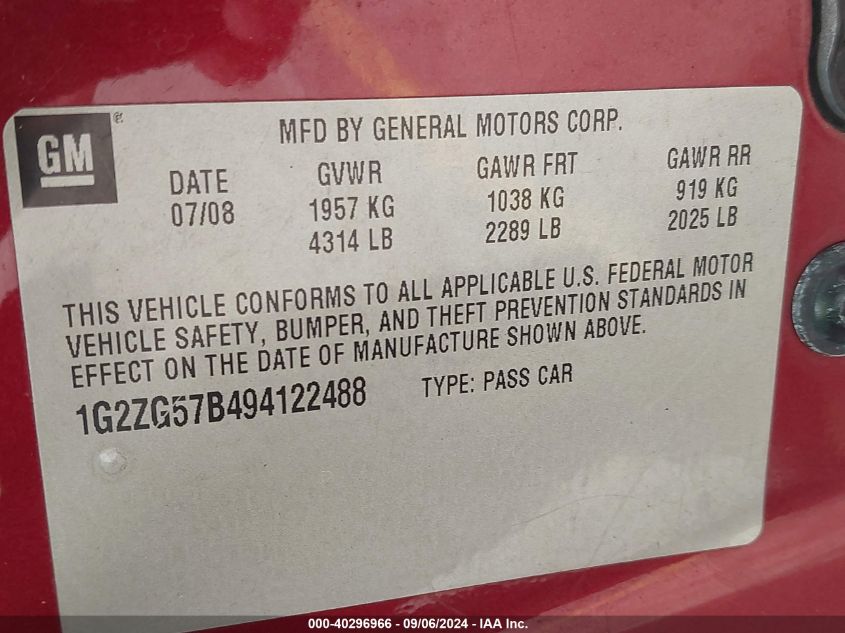 GM
MFD BY GENERAL MOTORS CORP.
DATE GVWR GAWR FRT GAWR RR
07/08 1957 KG 1038 KG 919 KG
4314 LB 2289 LB 2025 LB
THIS VEHICLE CONFORMS TO ALL APPLICABLE U.S. FEDERAL MOTOR
VEHICLE SAFETY, BUMPER, AND THEFT PREVENTION STANDARDS IN
EFFECT ON THE DATE OF MANUFACTURE SHOWN ABOVE.
1G2ZG57B494122488 TYPE: PASS CAR
000-40296966 - 09/06/2024 - IAA Inc.